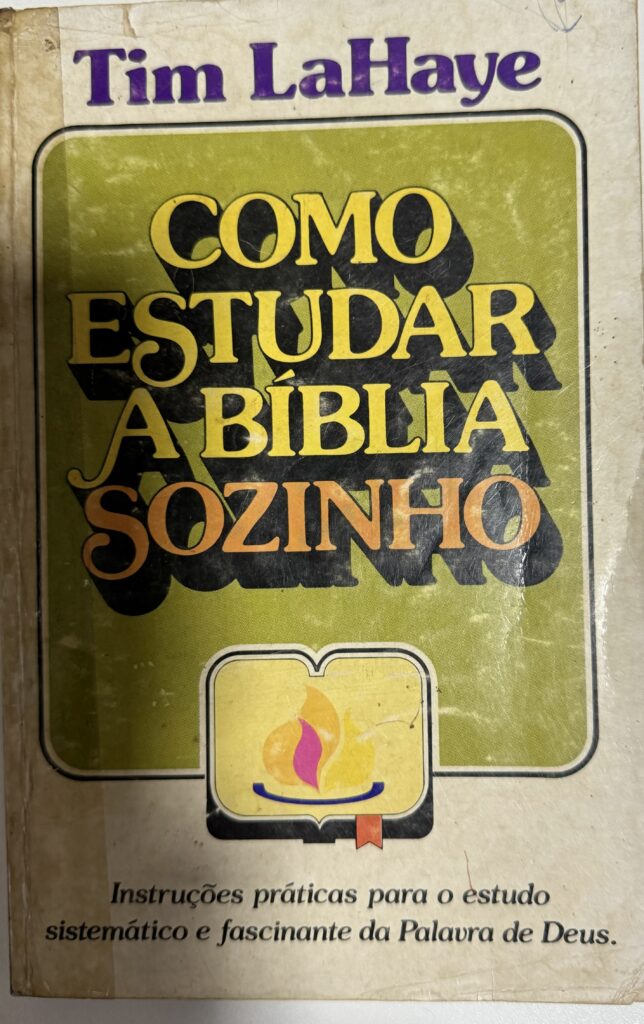 Tim LaHaye
COMO
ESTUDAR
A BÍBLIA
SOZINHO
Instruções práticas para o estudo
sistemático e fascinante da Palavra de Deus.